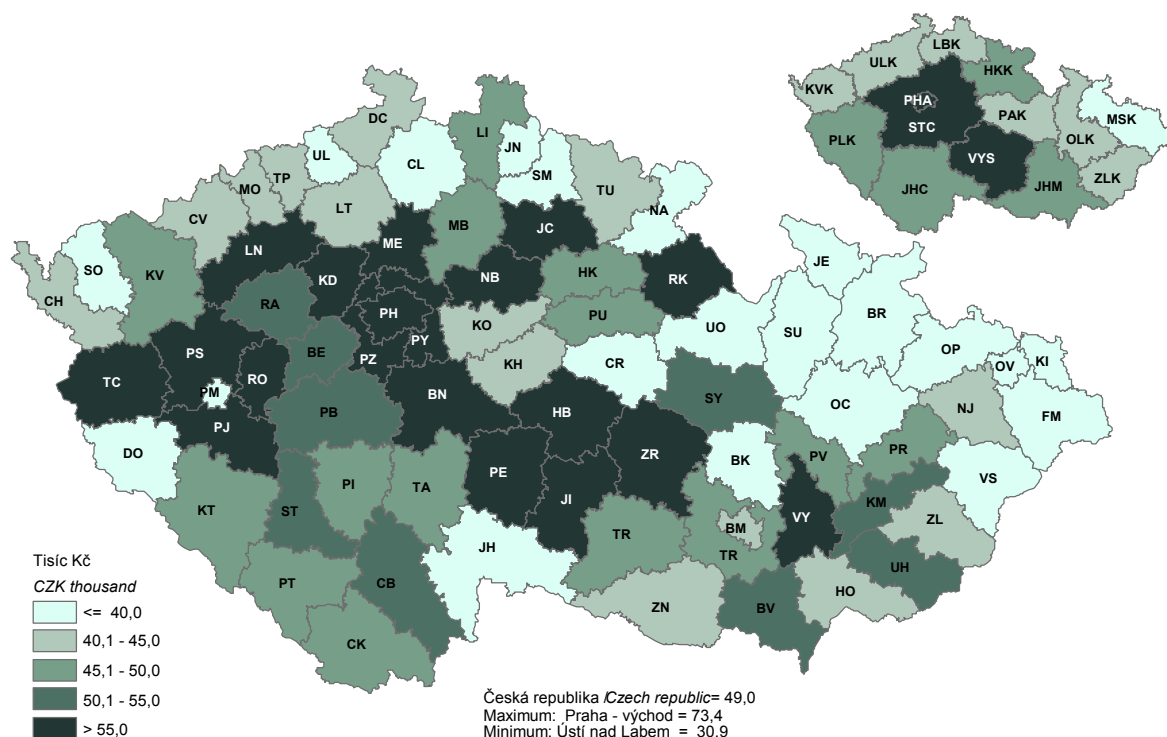 LBK
ULK
HKK
KVK
PHA
PAK
MSK
STC
OLK
PLK
VYS
ZLK
JHC
JHM
DC
LI
UL
JN
CL
SM
TP
MO
TU
CV
LT
NA
MB
ME
JC
LN
SO
KV
KD
HK
NB
RK
JE
CH
RA
PH
KO
PU
BR
UO
SU
OP
PY
OV
KI
BE
PS
PZ
KH
CR
TC
RO
PM
BN
SY
OC
NJ
FM
PB
HB
PJ
DO
ZR
BK
PR
PV
VS
PE
PI
TA
KM
ST
JI
VY
ZL
KT
BM
TR
TR
JH
UH
PT
CB
HO
ZN
BV
CK
Tisíc Kč
CZK thousand
<= 40,0
40,1 - 45,0
45,1 - 50,0
50,1 - 55,0
> 55,0
Česká republika /Czech republic= 49,0
Maximum: Praha - východ = 73,4
Minimum: Ústí nad Labem = 30,9